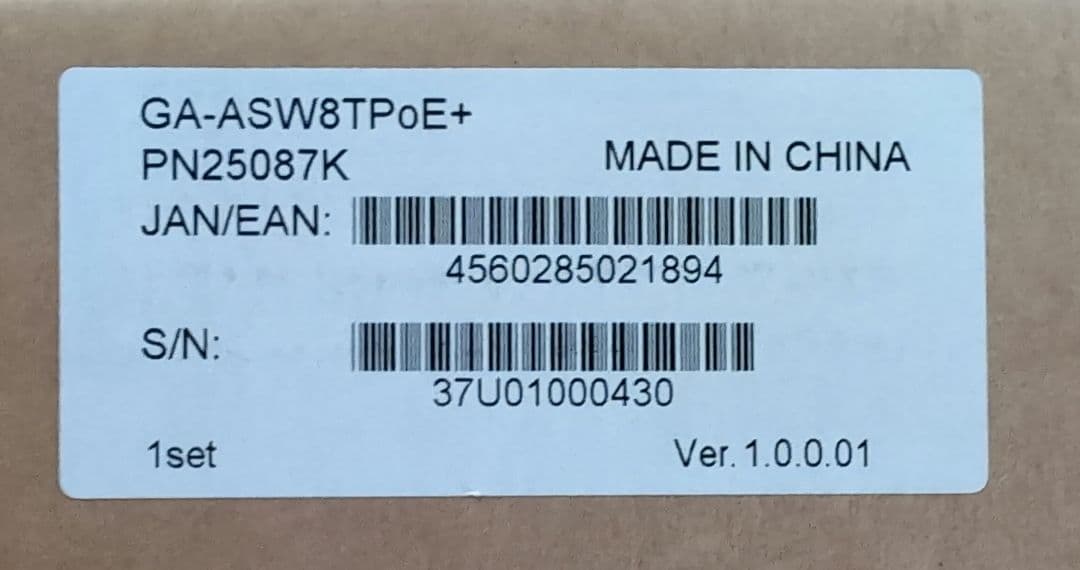 GA-ASW8TPoE+
PN25087K
MADE IN CHINA
JAN/EAN:
4560285021894
S/N:
37U01000430
1set
Ver. 1.0.0.01